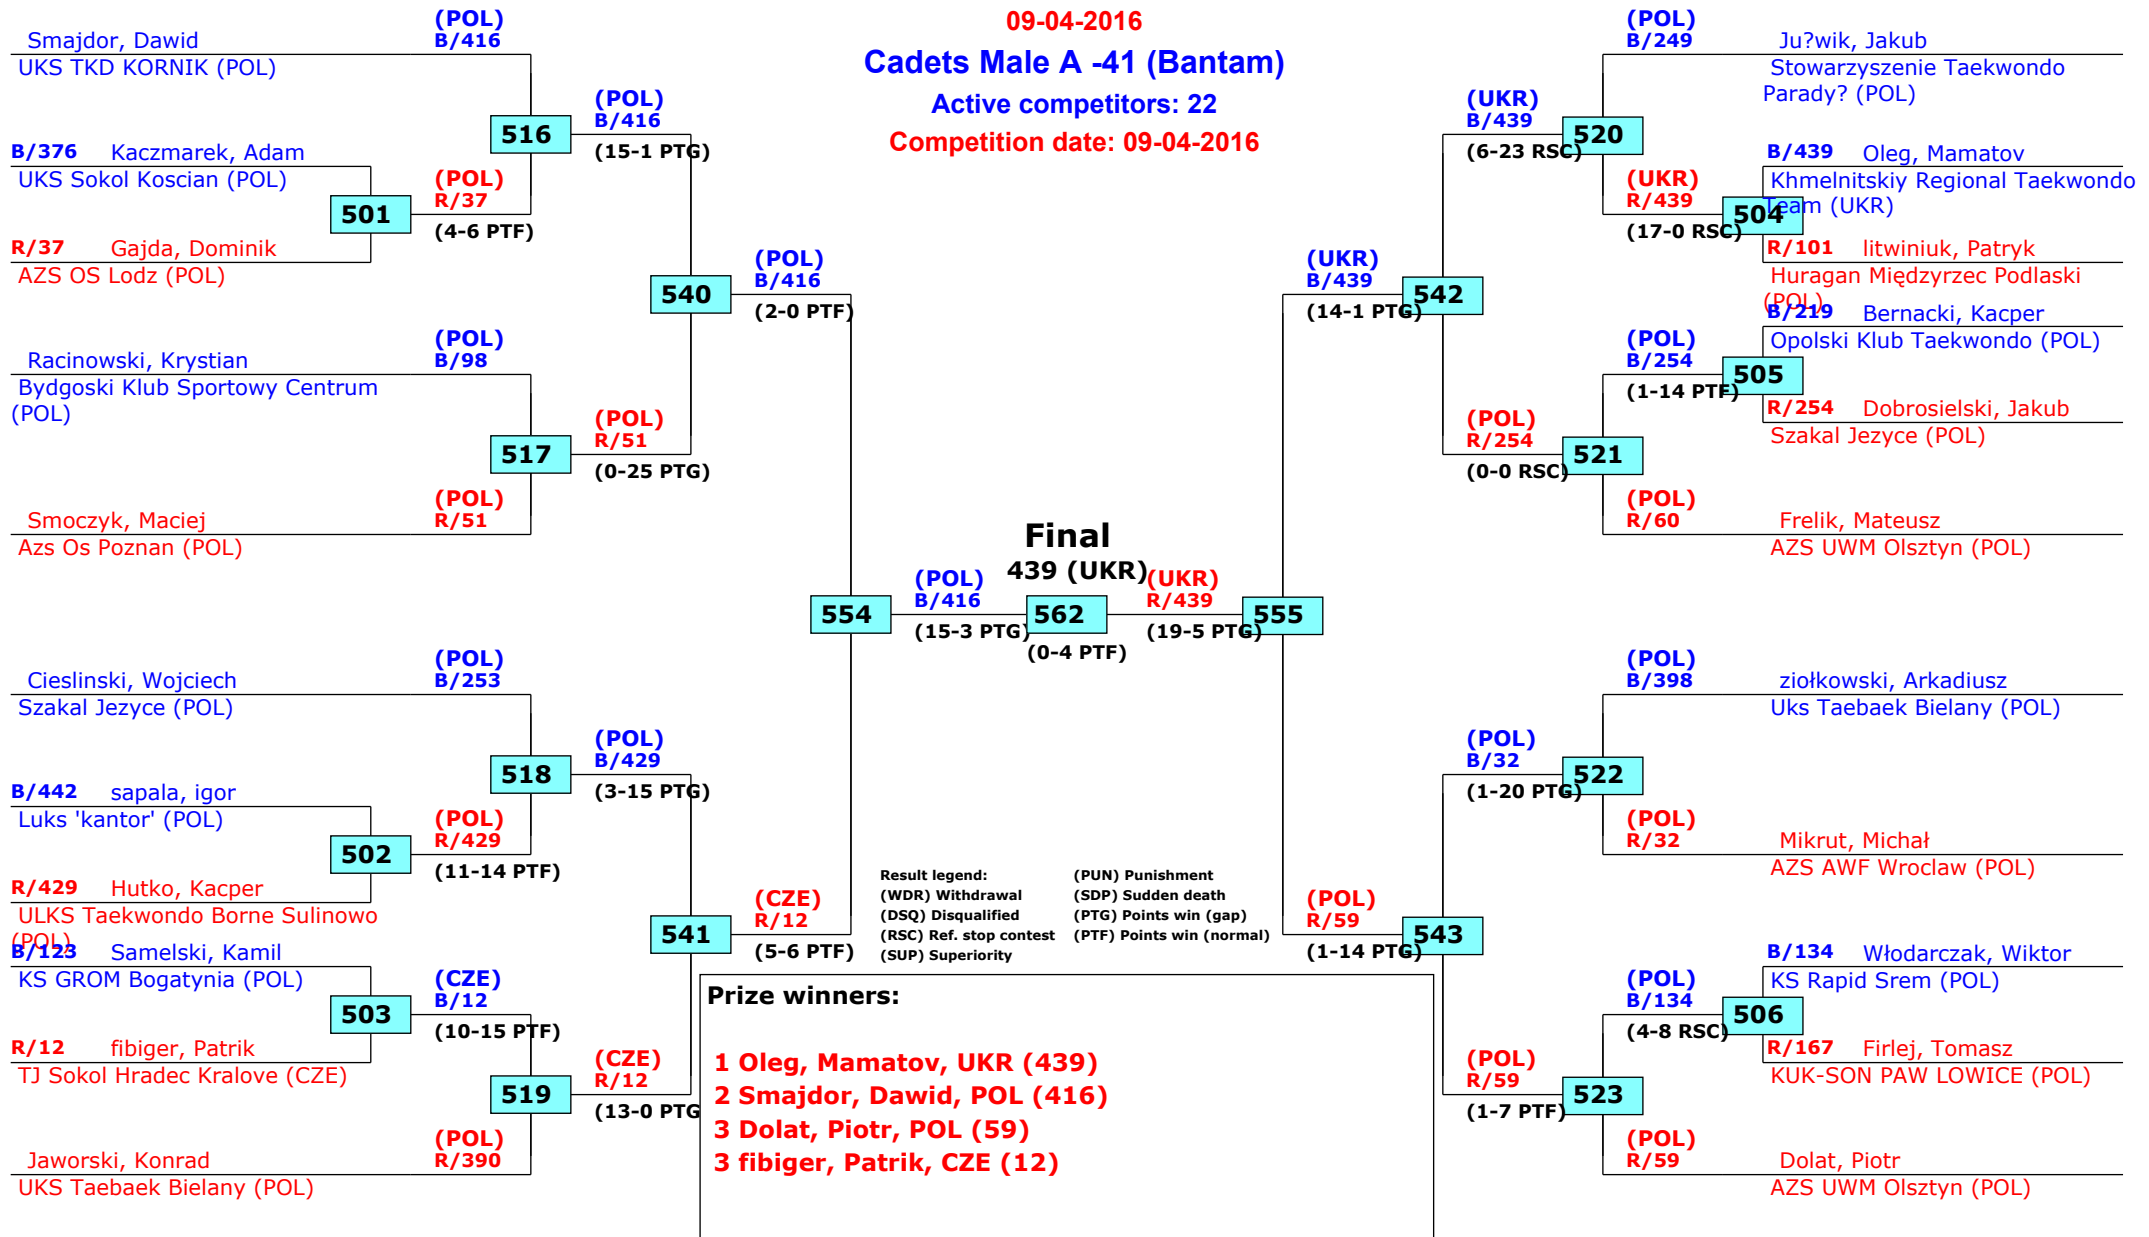 09-04-2016
Cadets Male A -41 (Bantam)
Active competitors: 22
Competition date: 09-04-2016
Smajdor, Dawid
UKS TKD KORNIK (POL)
(POL)
B/416
B/376 Kaczmarek, Adam
UKS Sokol Koscian (POL)
501
R/37 Gajda, Dominik
AZS OS Lodz (POL)
(POL)
R/37
(4-6 PTF)
516
(POL)
B/416
(15-1 PTG)
Racinowski, Krystian
Bydgoski Klub Sportowy Centrum
(POL)
(POL)
B/98
517
(POL)
R/51
(0-25 PTG)
Smoczyk, Maciej
Azs Os Poznan (POL)
(POL)
R/51
540
(POL)
B/416
(2-0 PTF)
Cieslinski, Wojciech
Szakal Jezyce (POL)
(POL)
B/253
B/442 sapala, igor
Luks 'kantor' (POL)
502
R/429 Hutko, Kacper
ULKS Taekwondo Borne Sulinowo
(POL)
(POL)
R/429
(11-14 PTF)
518
(POL)
B/429
(3-15 PTG)
B/123 Samelski, Kamil
KS GROM Bogatynia (POL)
503
R/12 fibiger, Patrik
TJ Sokol Hradec Kralove (CZE)
(CZE)
B/12
(10-15 PTF)
519
(CZE)
R/12
(13-0 PTG
Jaworski, Konrad
UKS Taebaek Bielany (POL)
(POL)
R/390
541
(CZE)
R/12
(5-6 PTF)
554
(POL)
B/416
(15-3 PTG)
Final
439 (UKR)
562
(0-4 PTF)
(UKR)
R/439
(19-5 PTG)
555
(UKR)
B/439
(14-1 PTG)
542
(UKR)
B/439
(6-23 RSC)
520
(POL)
B/249
Ju?wik, Jakub
Stowarzyszenie Taekwondo
Parady? (POL)
(UKR)
R/439
(17-0 RSC)
504
B/439 Oleg, Mamatov
Khmelnitskiy Regional Taekwondo
Team (UKR)
R/101 litwiniuk, Patryk
Huragan Międzyrzec Podlaski
(POL)
(POL)
R/254
(0-0 RSC)
521
(POL)
B/254
(1-14 PTF)
505
B/219 Bernacki, Kacper
Opolski Klub Taekwondo (POL)
R/254 Dobrosielski, Jakub
Szakal Jezyce (POL)
(POL)
R/60
Frelik, Mateusz
AZS UWM Olsztyn (POL)
(POL)
R/59
(1-14 PTG)
543
(POL)
B/32
(1-20 PTG)
522
(POL)
B/398
ziołkowski, Arkadiusz
Uks Taebaek Bielany (POL)
(POL)
R/32
Mikrut, Michał
AZS AWF Wroclaw (POL)
(POL)
R/59
(1-7 PTF)
523
(POL)
B/134
(4-8 RSC)
506
B/134 Włodarczak, Wiktor
KS Rapid Srem (POL)
R/167 Firlej, Tomasz
KUK-SON PAW LOWICE (POL)
(POL)
R/59
Dolat, Piotr
AZS UWM Olsztyn (POL)
Result legend:
(WDR) Withdrawal
(DSQ) Disqualified
(RSC) Ref. stop contest
(SUP) Superiority
(PUN) Punishment
(SDP) Sudden death
(PTG) Points win (gap)
(PTF) Points win (normal)
Prize winners:
1 Oleg, Mamatov, UKR (439)
2 Smajdor, Dawid, POL (416)
3 Dolat, Piotr, POL (59)
3 fibiger, Patrik, CZE (12)